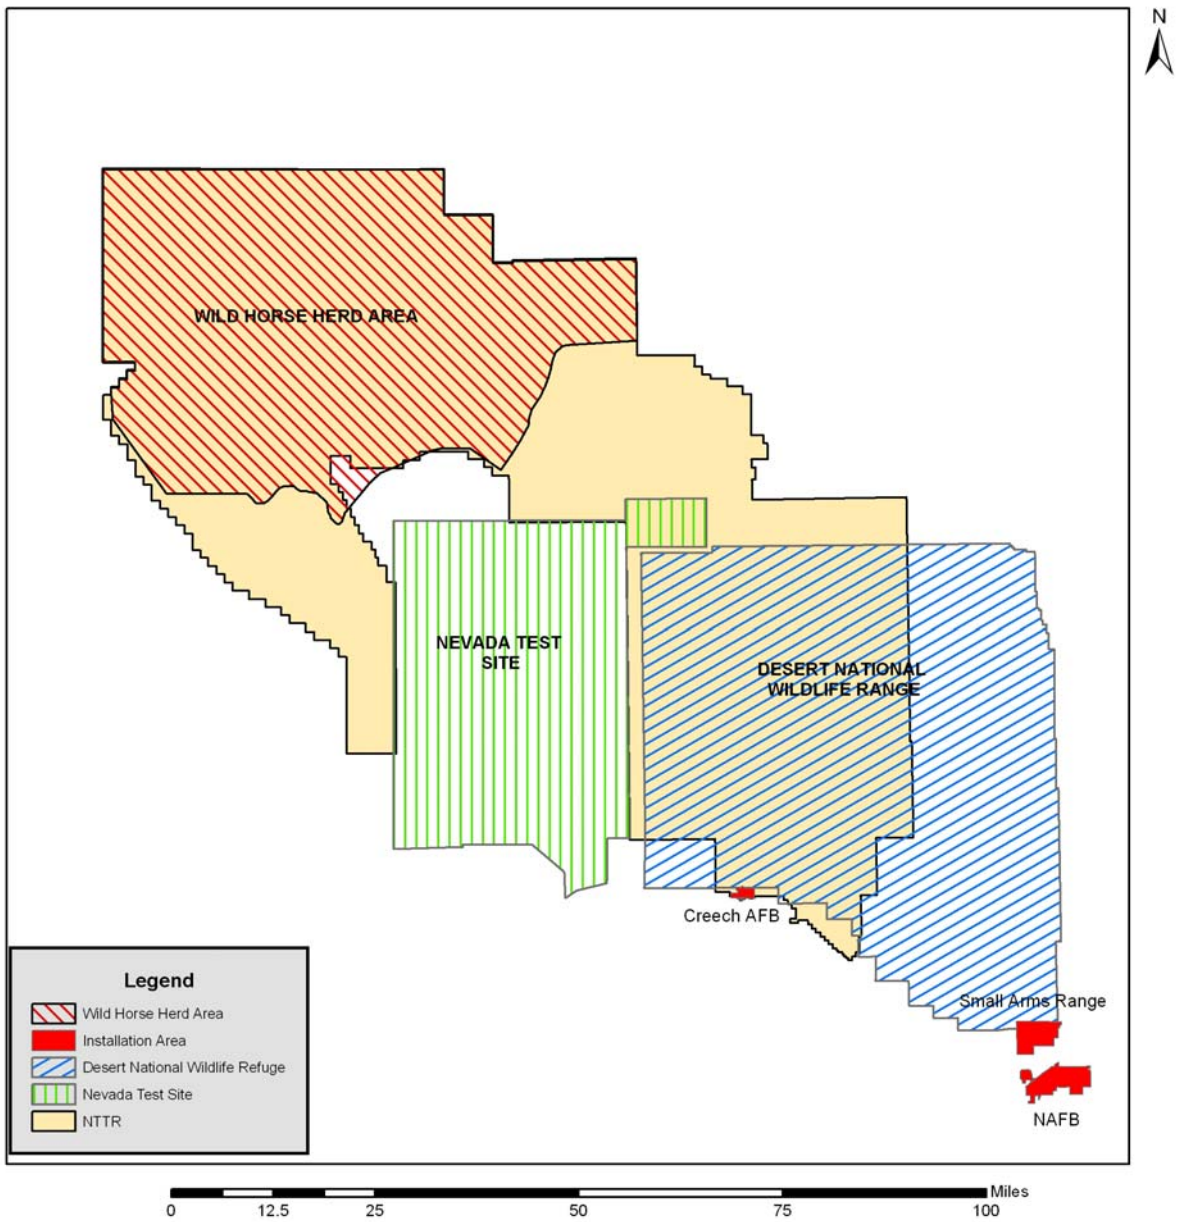 N
WILD HORSE HERD AREA
NEVADA TEST
SITE
DESERT NATIONAL
WILDLIFE RANGE
Creech AFB
Small Arms Range
NAFB
Legend
Wild Horse Herd Area
Installation Area
Desert National Wildlife Refuge
Nevada Test Site
NTTR
Miles
0 12.5 25 50 75 100